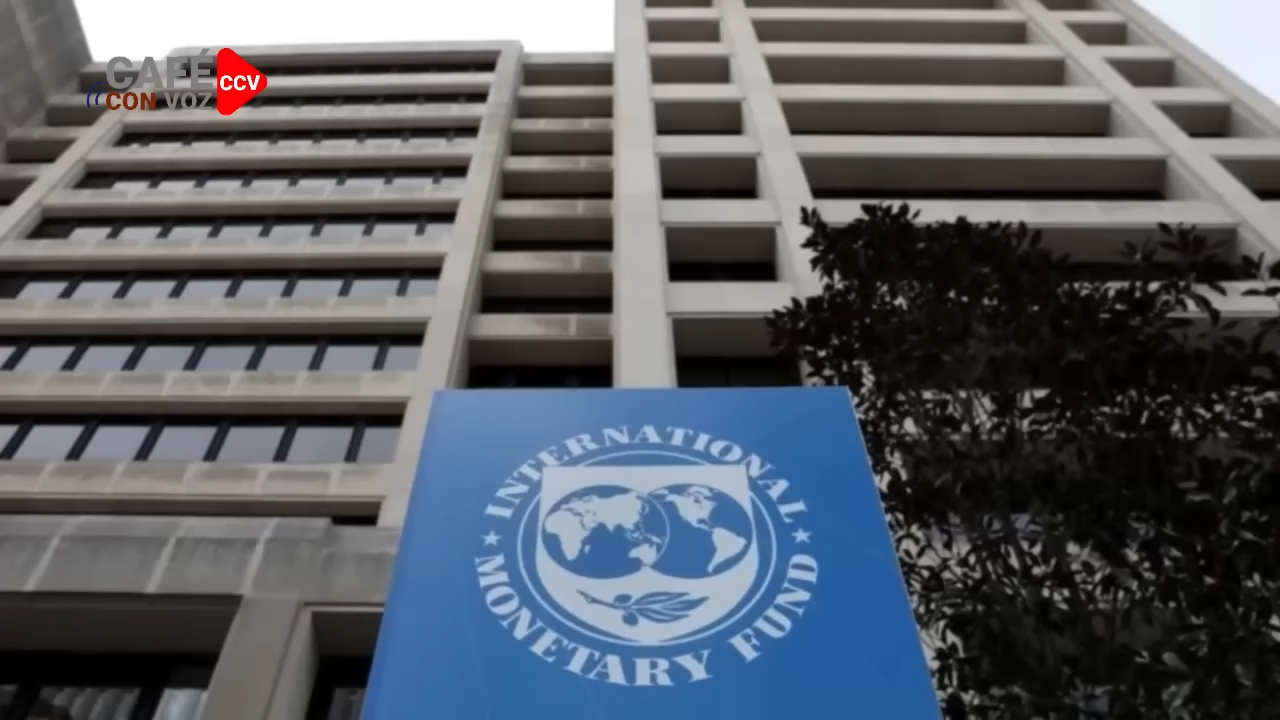 CAFÉ
CON VOZ
CCV
INTERNATIONAL
MONETARY FUND